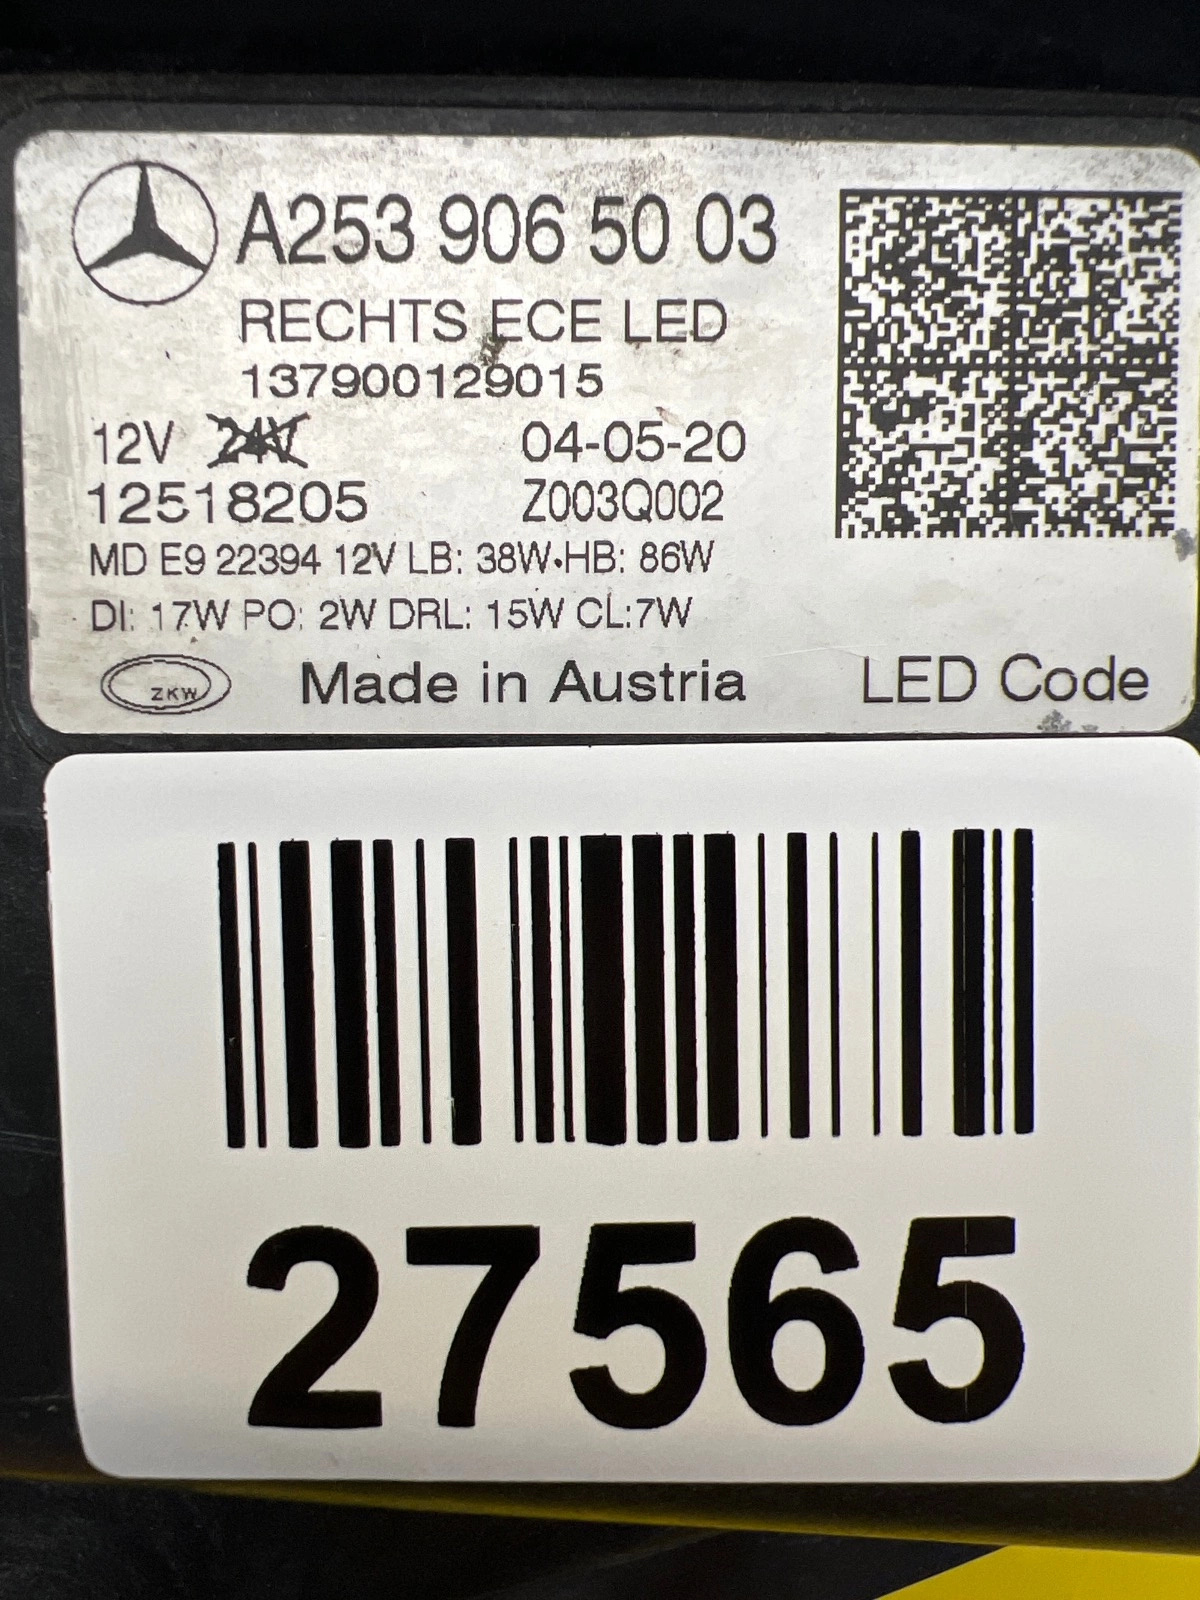 A253 906 50 03
RECHTS ECE LED
137900129015
12V 24V 04-05-20
12518205 Z003Q002
MD E9 22394 12V LB: 38W•HB: 86W
DI: 17W PO: 2W DRL: 15W CL:7W
ZKW Made in Austria LED Code
27565